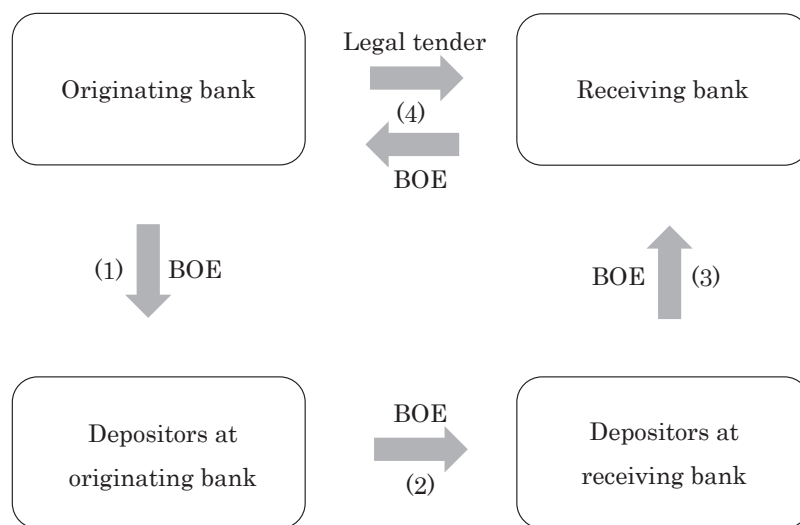 Legal tender
Originating bank
(4)
Receiving bank
BOE
(1) BOE
BOE (3)
Depositors at
originating bank
BOE
(2)
Depositors at
receiving bank